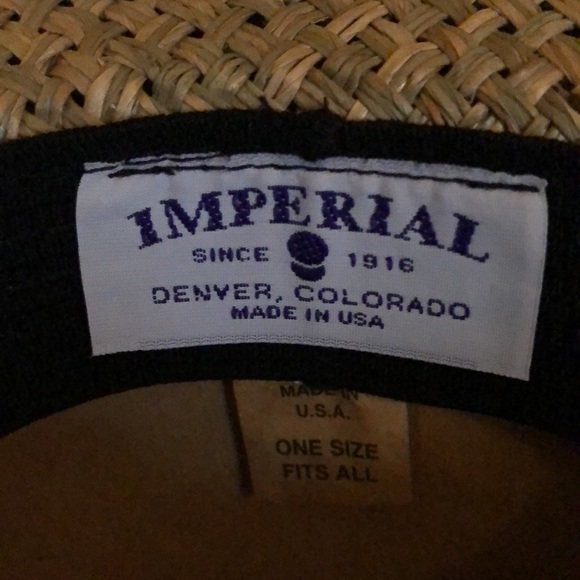 IMPERIAL
SINCE 1916
DENVER, COLORADO
MADE IN USA
MADE IN
U.S.A.
ONE SIZE
FITS ALL